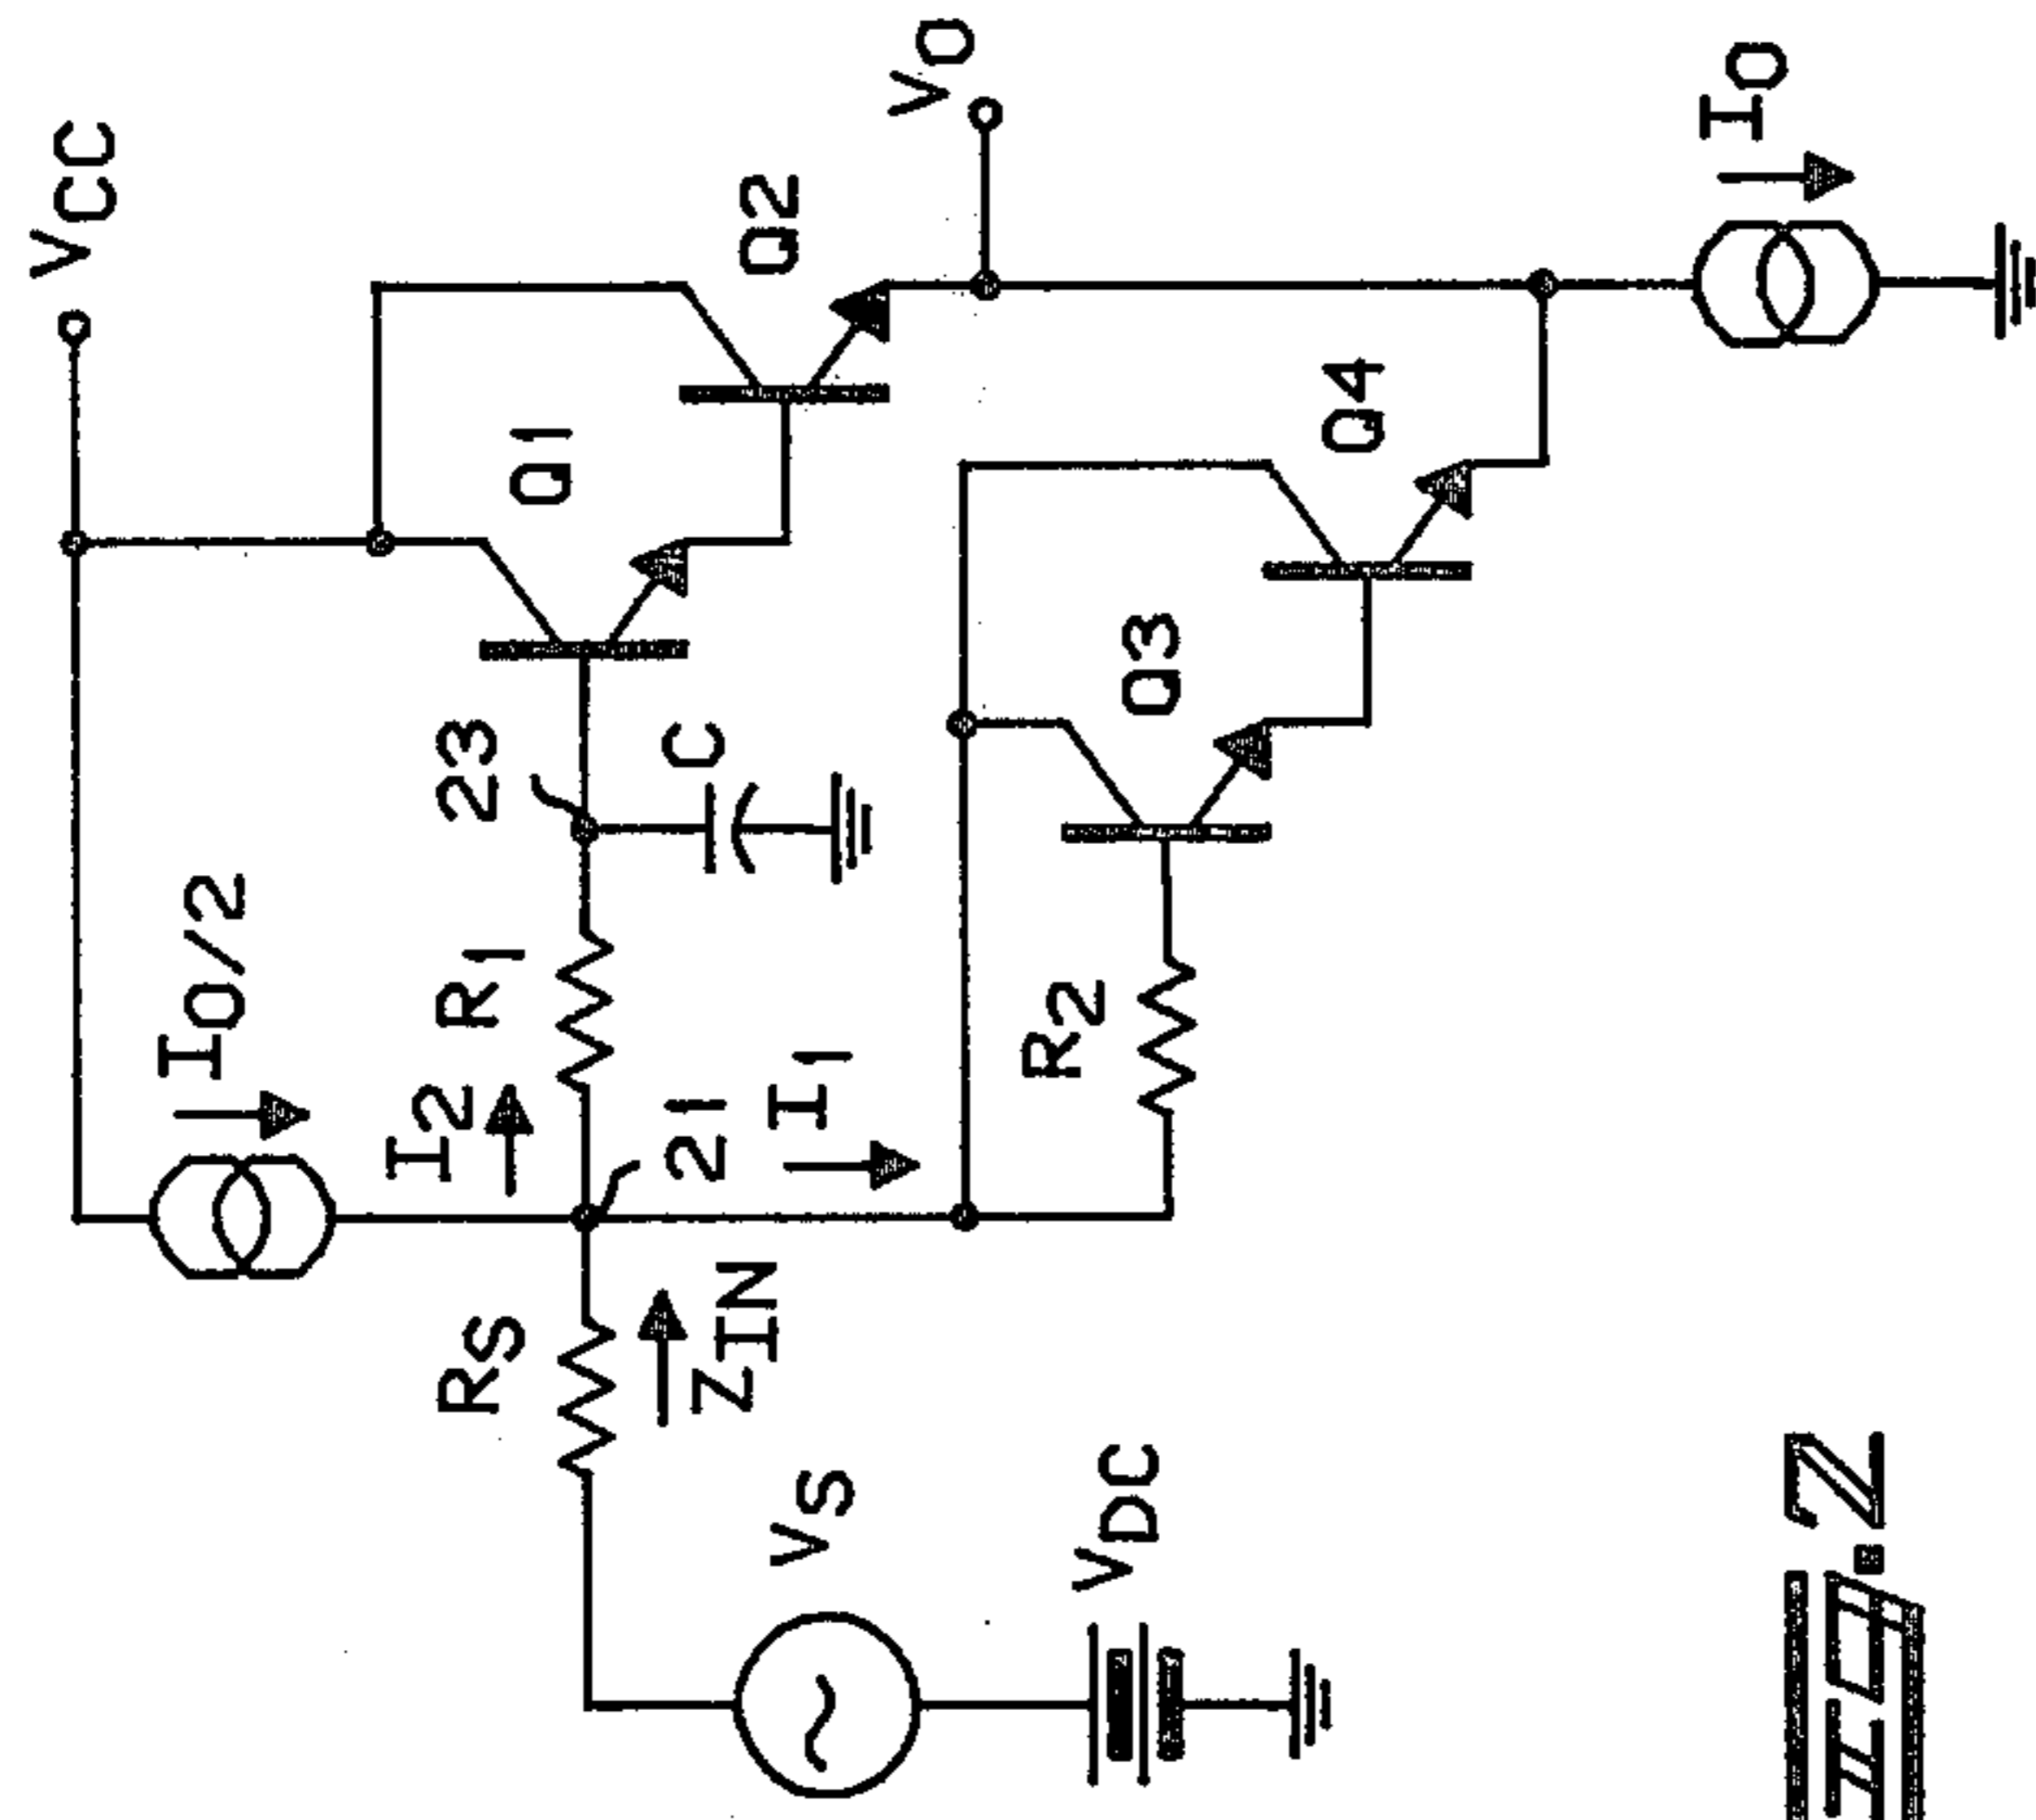 VCC
IO/2
I2
RS
R1
23
Q1
21
C
ZIN
Q2
I1
VS
VO
R2
VDC
Q3
Q4
IO